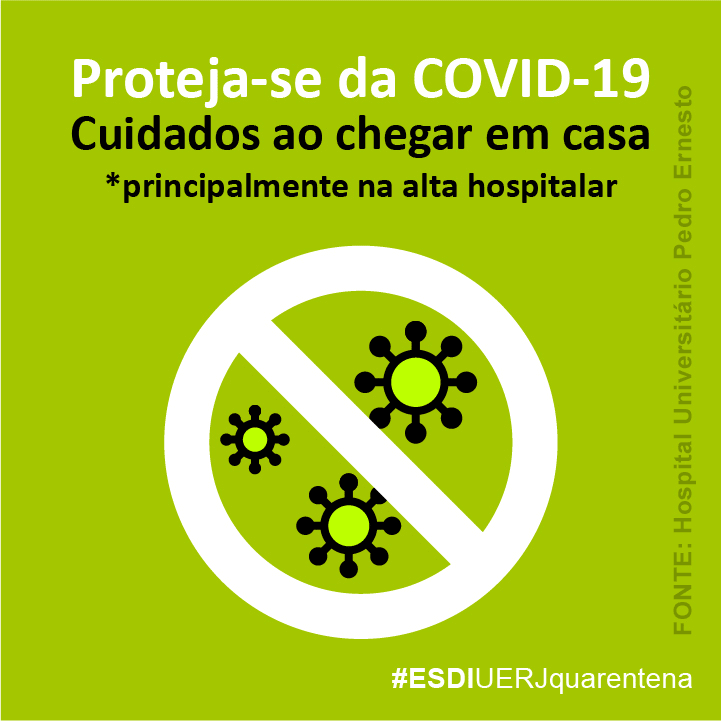 Proteja-se da COVID-19
Cuidados ao chegar em casa
*principalmente na alta hospitalar
FONTE: Hospital Universitário Pedro Ernesto
#ESDIUERJquarentena